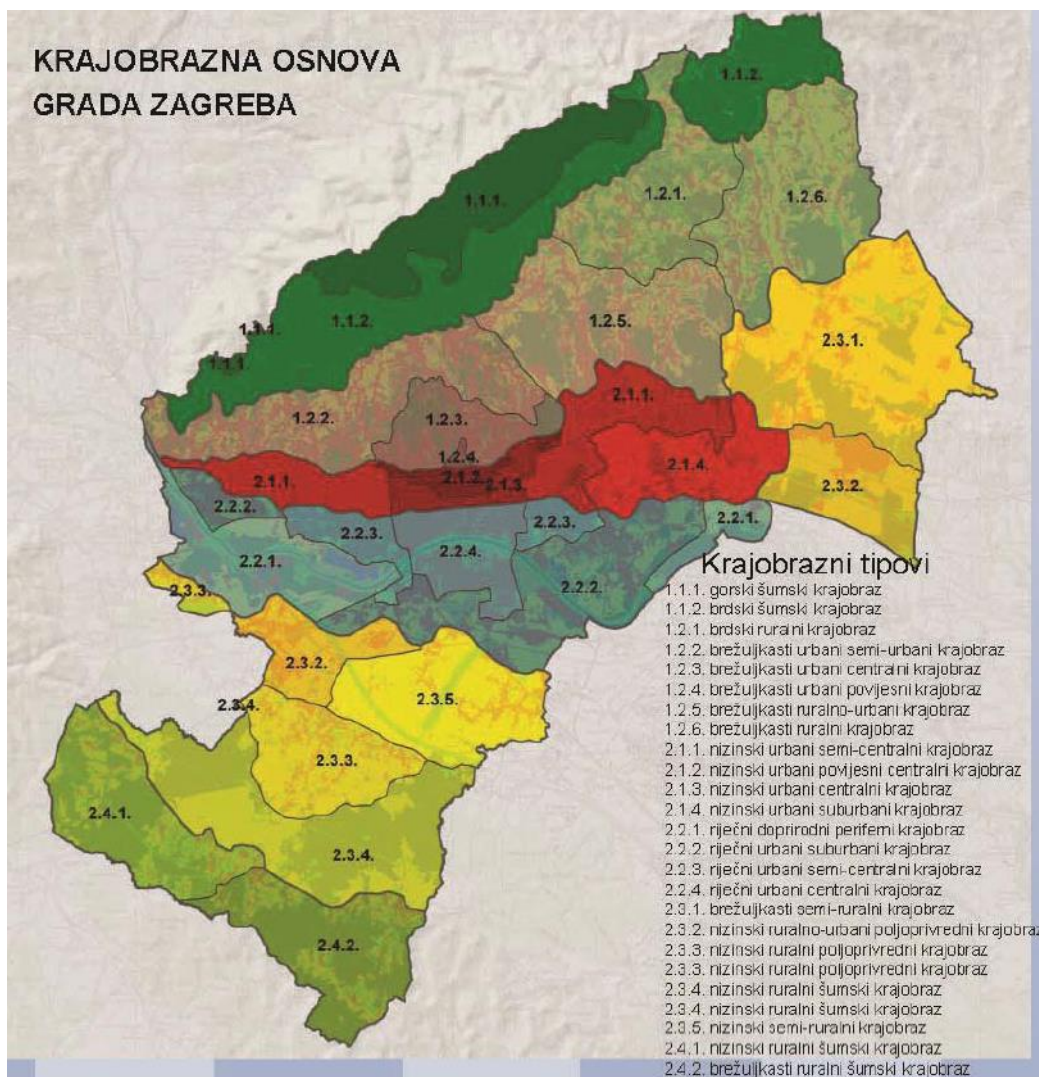 KRAJOBRAZNA OSNOVA
GRADA ZAGREBA
1.1.2.
1.1.1.
1.2.1.
1.2.6.
1.1.1.
1.1.2.
1.2.5.
2.3.1.
1.1.1.
2.1.1.
1.2.2.
1.2.3.
1.2.4.
2.1.4.
2.1.1.
2.1.2.
2.1.3.
2.3.2.
2.2.2.
2.2.3.
2.2.3.
2.2.1.
2.2.4.
2.2.1.
2.2.2.
2.3.3.
2.3.2.
2.3.5.
2.3.4.
2.3.3.
2.4.1.
2.3.4.
2.4.2.
Krajobrazni tipovi
1.1.1. gorski šumski krajobraz
1.1.2. brdski šumski krajobraz
1.2.1. brdski ruralni krajobraz
1.2.2. brežuljkasti urbani semi-urbani krajobraz
1.2.3. brežuljkasti urbani centralni krajobraz
1.2.4. brežuljkasti urbani povijesni krajobraz
1.2.5. brežuljkasti ruralno-urbani krajobraz
1.2.6. brežuljkasti ruralni krajobraz
2.1.1. nizinski urbani semi-centralni krajobraz
2.1.2. nizinski urbani povijesni centralni krajobraz
2.1.3. nizinski urbani centralni krajobraz
2.1.4. nizinski urbani suburbani krajobraz
2.2.1. riječni doprirodni periferni krajobraz
2.2.2. riječni urbani suburbani krajobraz
2.2.3. riječni urbani semi-centralni krajobraz
2.2.4. riječni urbani centralni krajobraz
2.3.1. brežuljkasti semi-ruralni krajobraz
2.3.2. nizinski ruralno-urbani poljoprivredni krajobraz
2.3.3. nizinski ruralni poljoprivredni krajobraz
2.3.3. nizinski ruralni poljoprivredni krajobraz
2.3.4. nizinski ruralni šumski krajobraz
2.3.4. nizinski ruralni šumski krajobraz
2.3.5. nizinski semi-ruralni krajobraz
2.4.1. nizinski ruralni šumski krajobraz
2.4.2. brežuljkasti ruralni šumski krajobraz